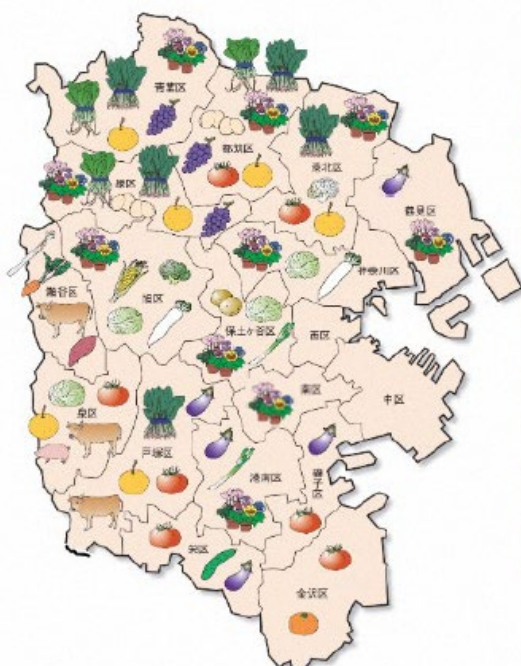 青葉区
都筑区
港北区
緑区
鶴見区
神奈川区
瀬谷区
旭区
保土ヶ谷区
西区
南区
中区
泉区
戸塚区
港南区
磯子区
栄区
金沢区